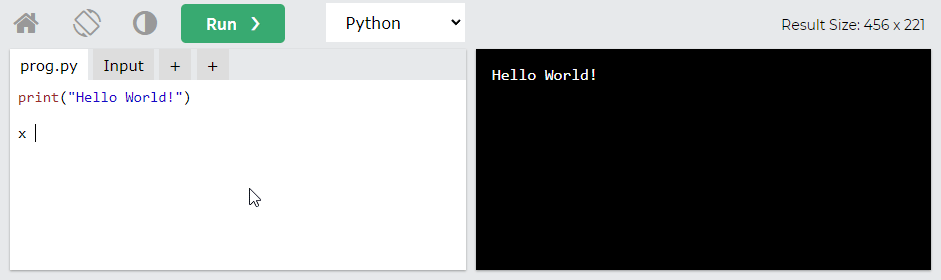 Run ❯
Python
Result Size: 456 x 221
prog.py
Input
+
+
print("Hello World!")
x
Hello World!